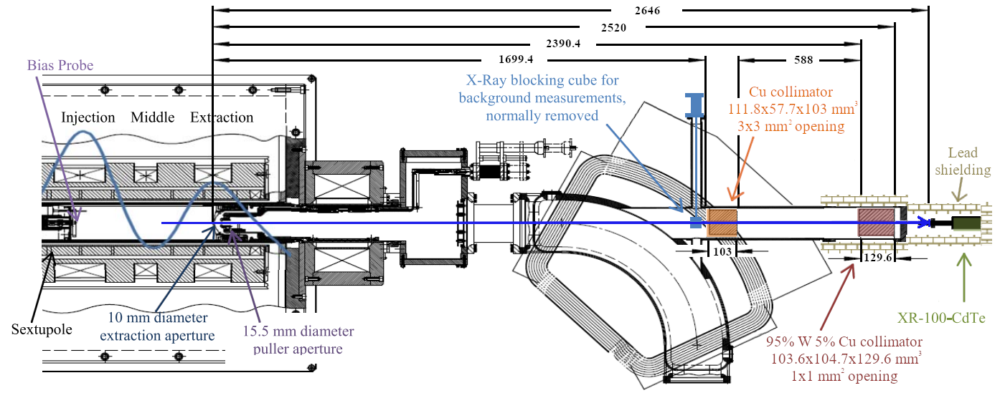 2646
2520
2390.4
1699.4
588
Bias Probe
X-Ray blocking cube for
background measurements,
normally removed
Cu collimator
111.8x57.7x103 mm³
3x3 mm² opening
Injection Middle Extraction
Lead
shielding
103
129.6
Sextupole
10 mm diameter
extraction aperture
15.5 mm diameter
puller aperture
XR-100-CdTe
95% W 5% Cu collimator
103.6x104.7x129.6 mm³
1x1 mm² opening